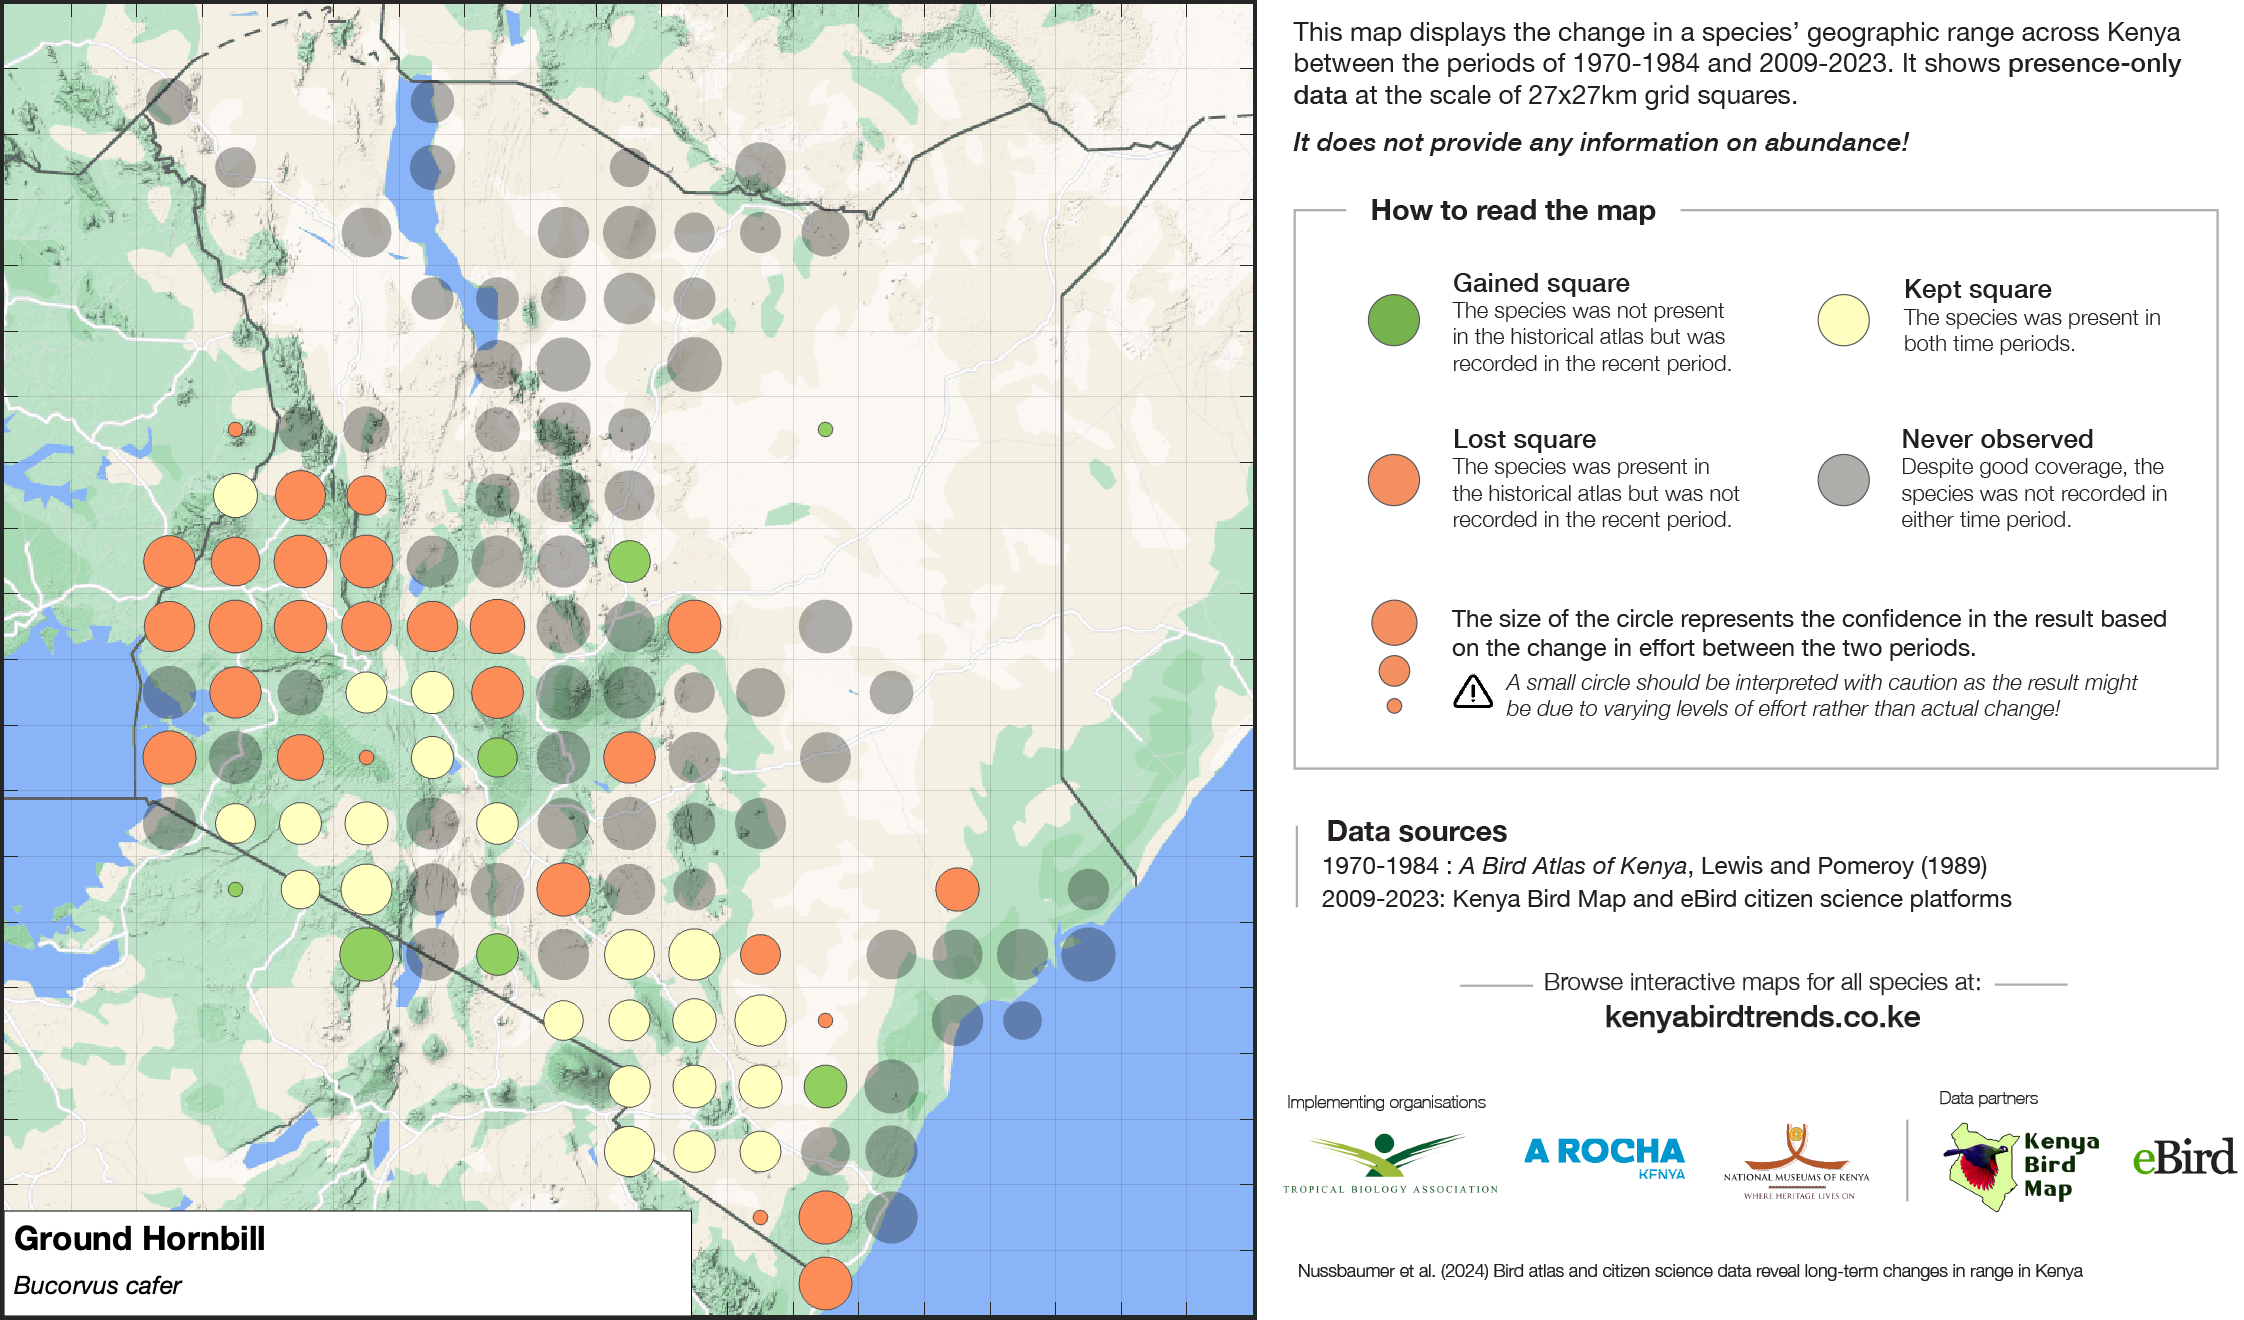 This map displays the change in a species’ geographic range across Kenya
between the periods of 1970-1984 and 2009-2023. It shows presence-only
data at the scale of 27x27km grid squares.
It does not provide any information on abundance!
How to read the map
Gained square
The species was not present
in the historical atlas but was
recorded in the recent period.
Kept square
The species was present in
both time periods.
Lost square
The species was present in
the historical atlas but was not
recorded in the recent period.
Never observed
Despite good coverage, the
species was not recorded in
either time period.
The size of the circle represents the confidence in the result based
on the change in effort between the two periods.
A small circle should be interpreted with caution as the result might
be due to varying levels of effort rather than actual change!
Data sources
1970-1984 : A Bird Atlas of Kenya, Lewis and Pomeroy (1989)
2009-2023: Kenya Bird Map and eBird citizen science platforms
Browse interactive maps for all species at:
kenyabirdtrends.co.ke
Implementing organisations
Data partners
TROPICAL BIOLOGY ASSOCIATION
A ROCHA
KENYA
NATIONAL MUSEUMS OF KENYA
WHERE HERITAGE LIVES ON
Kenya
Bird
Map
eBird
Nussbaumer et al. (2024) Bird atlas and citizen science data reveal long-term changes in range in Kenya
Ground Hornbill
Bucorvus cafer